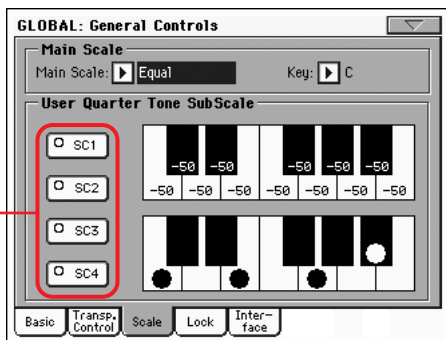 GLOBAL: General Controls
Main Scale
Main Scale: Equal Key: C
User Quarter Tone SubScale
SC1
SC2
SC3
SC4
-50 -50 -50 -50 -50
-50 -50 -50 -50 -50 -50 -50
Basic Transp. Control Scale Lock Inter-face